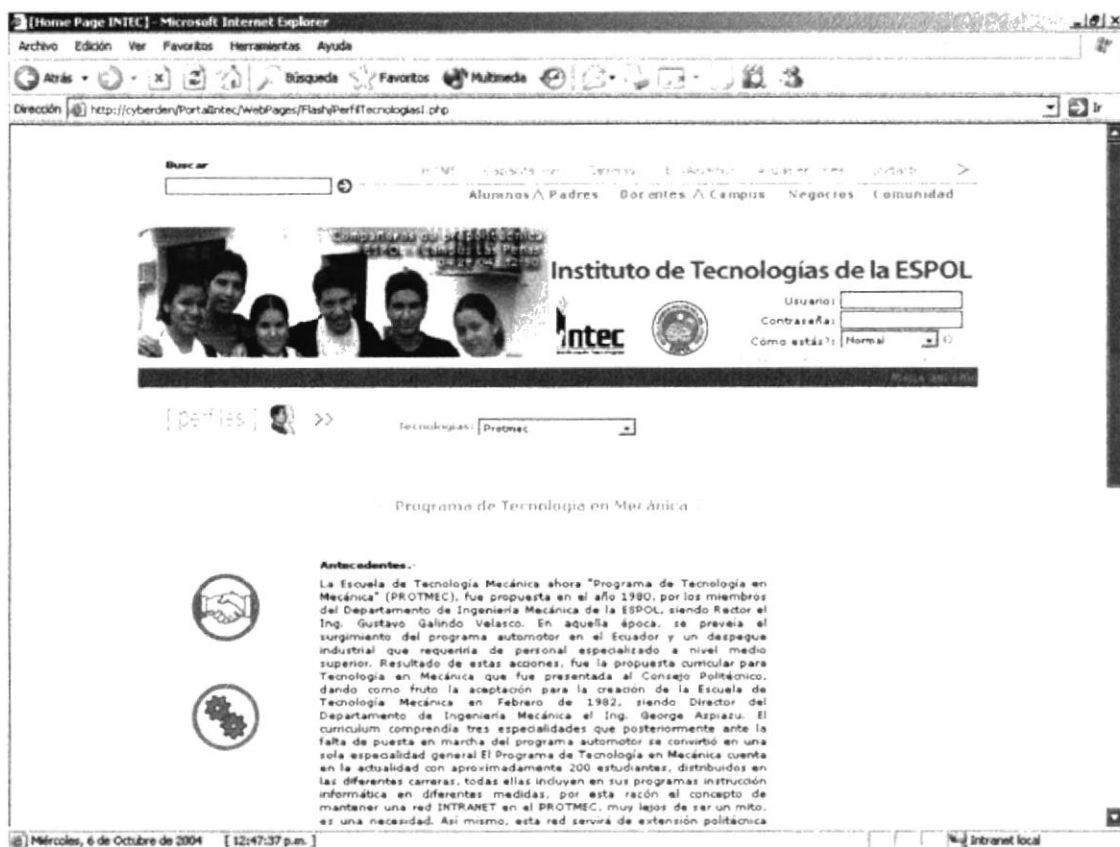 [Home Page INTEC] - Microsoft Internet Explorer
Archivo Edición Ver Favoritos Herramientas Ayuda
Atrás Búsqueda Favoritos Multimedia
Dirección http://cyberden/PortalIntec/WebPages/Flash/PerfilTecnologias1.php Ir
Buscar
Alumnos Padres Docentes Campus Negocios Comunidad
Compañeros de
Instituto de Tecnologías de la ESPOL
Usuario:
Contraseña:
Intec
Cómo estás?: Normal
[ perfiles ] >>
Tecnologías: Protmec
Programa de Tecnología en Mecánica
Antecedentes.-
La Escuela de Tecnología Mecánica ahora "Programa de Tecnología en
Mecánica" (PROTMEC), fue propuesta en el año 1980, por los miembros
del Departamento de Ingeniería Mecánica de la ESPOL, siendo Rector el
Ing. Gustavo Galindo Velasco. En aquella época, se preveía el
surgimiento del programa automotor en el Ecuador y un despegue
industrial que requeriría de personal especializado a nivel medio
superior. Resultado de estas acciones, fue la propuesta curricular para
Tecnología en Mecánica que fue presentada al Consejo Politécnico,
dando como fruto la aceptación para la creación de la Escuela de
Tecnología Mecánica en Febrero de 1982, siendo Director del
Departamento de Ingeniería Mecánica el Ing. George Aspiazu. El
curriculum comprendía tres especialidades que posteriormente ante la
falta de puesta en marcha del programa automotor se convirtió en una
sola especialidad general El Programa de Tecnología en Mecánica cuenta
en la actualidad con aproximadamente 200 estudiantes, distribuidos en
las diferentes carreras, todas ellas incluyen en sus programas instrucción
informática en diferentes medidas, por esta razón el concepto de
mantener una red INTRANET en el PROTMEC, muy lejos de ser un mito,
es una necesidad. Así mismo, esta red servirá de extensión politécnica
Miércoles, 6 de Octubre de 2004 [ 12:47:37 p.m. ] Intranet local